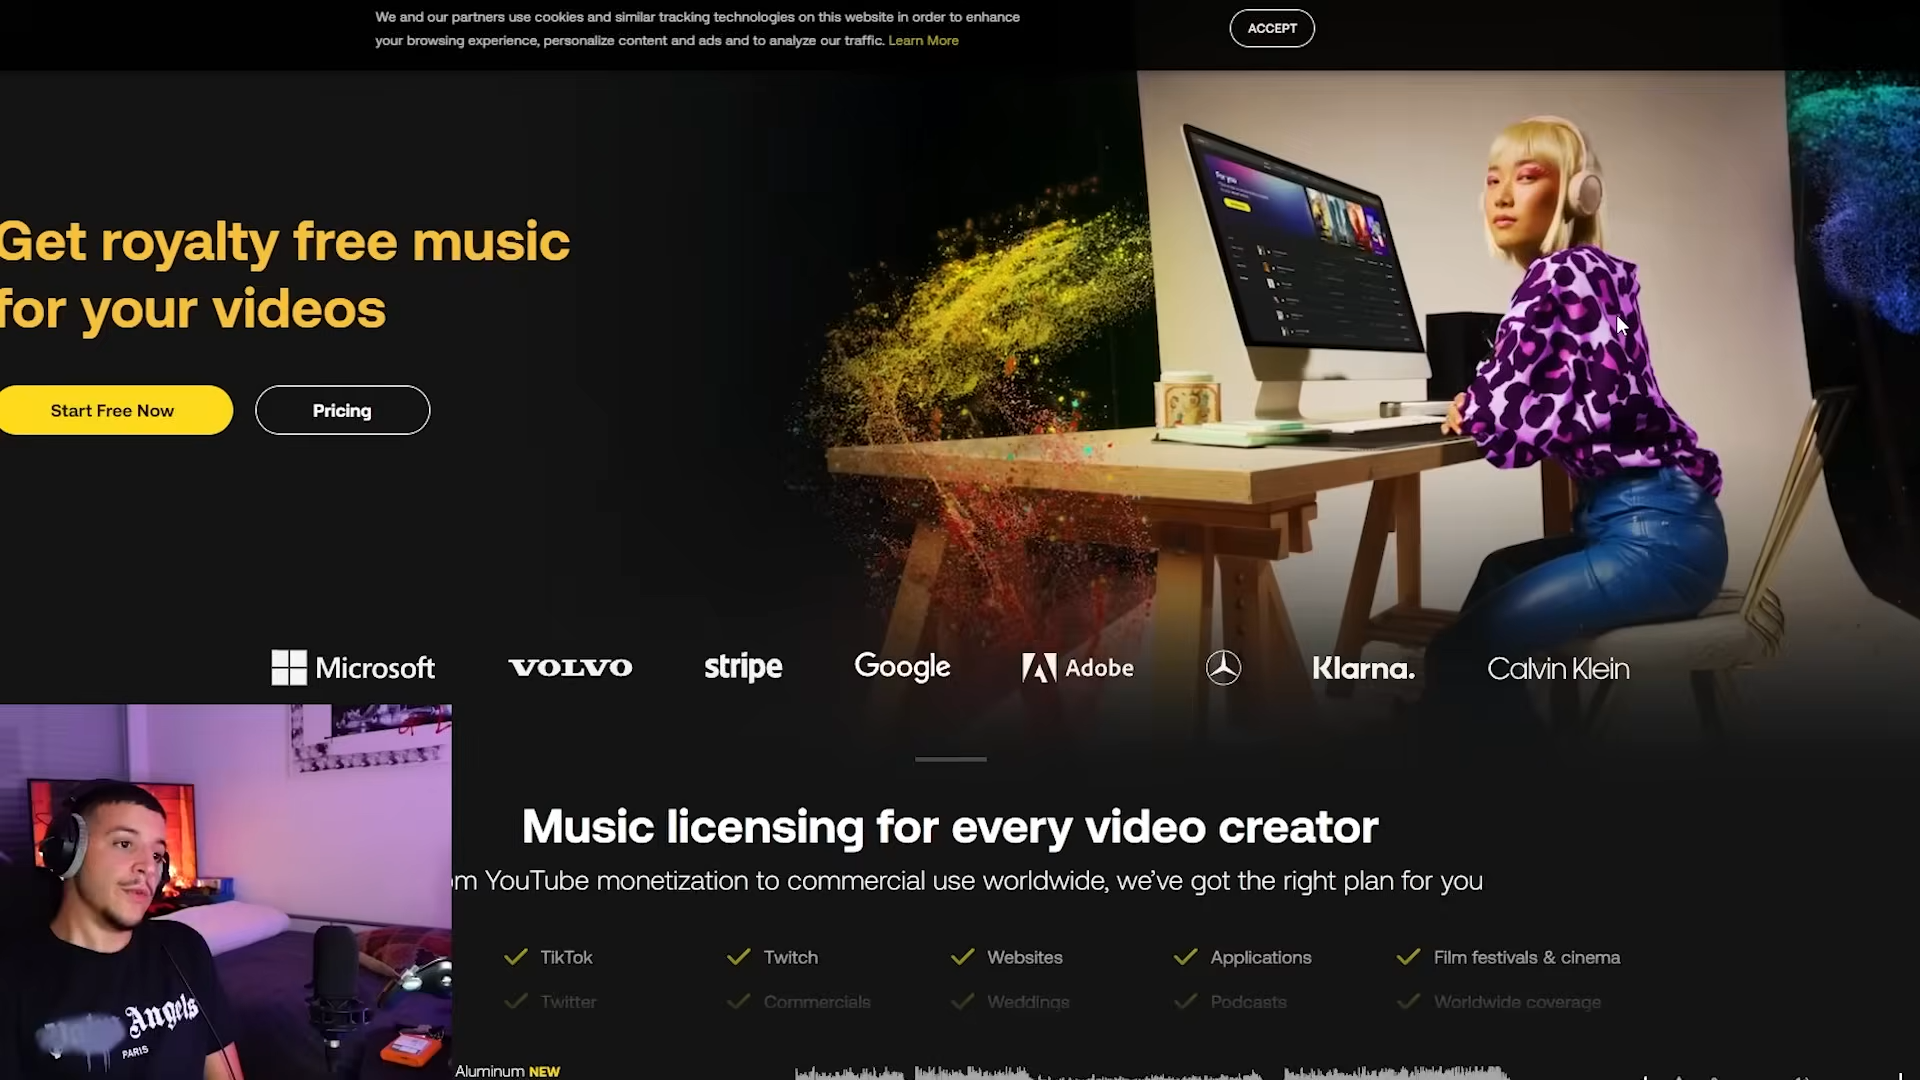 We and our partners use cookies and similar tracking technologies on this website in order to enhance
your browsing experience, personalize content and ads and to analyze our traffic. Learn More
ACCEPT
For you
Get royalty free music
for your videos
Start Free Now
Pricing
Microsoft
VOLVO
stripe
Google
Adobe
Klarna.
Calvin Klein
Music licensing for every video creator
om YouTube monetization to commercial use worldwide, we've got the right plan for you
TikTok
Twitch
Websites
Applications
Film festivals & cinema
Twitter
Commercials
Weddings
Podcasts
Worldwide coverage
Angels
PARIS
Aluminum NEW